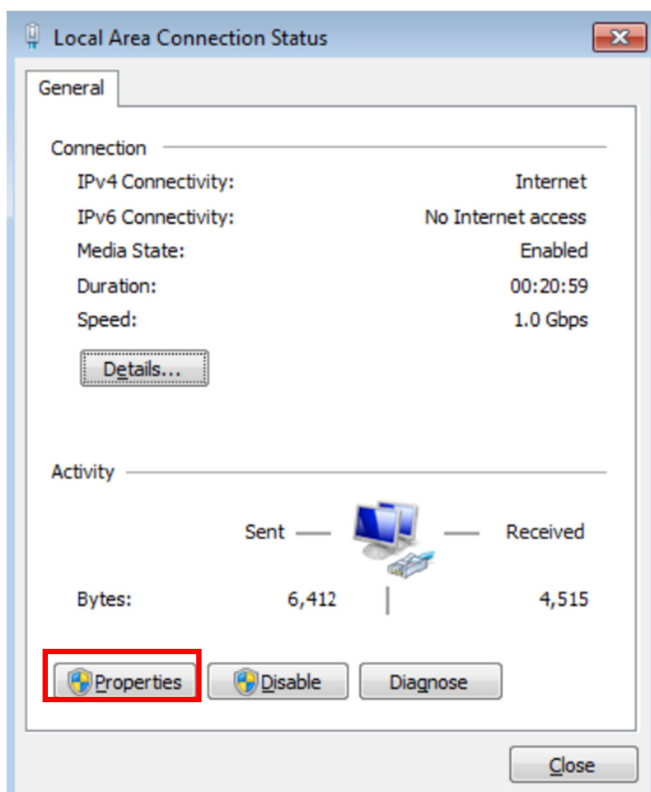 Local Area Connection Status
General
Connection
IPv4 Connectivity: Internet
IPv6 Connectivity: No Internet access
Media State: Enabled
Duration: 00:20:59
Speed: 1.0 Gbps
Details...
Activity
Sent Received
Bytes: 6,412 4,515
Properties Disable Diagnose
Close